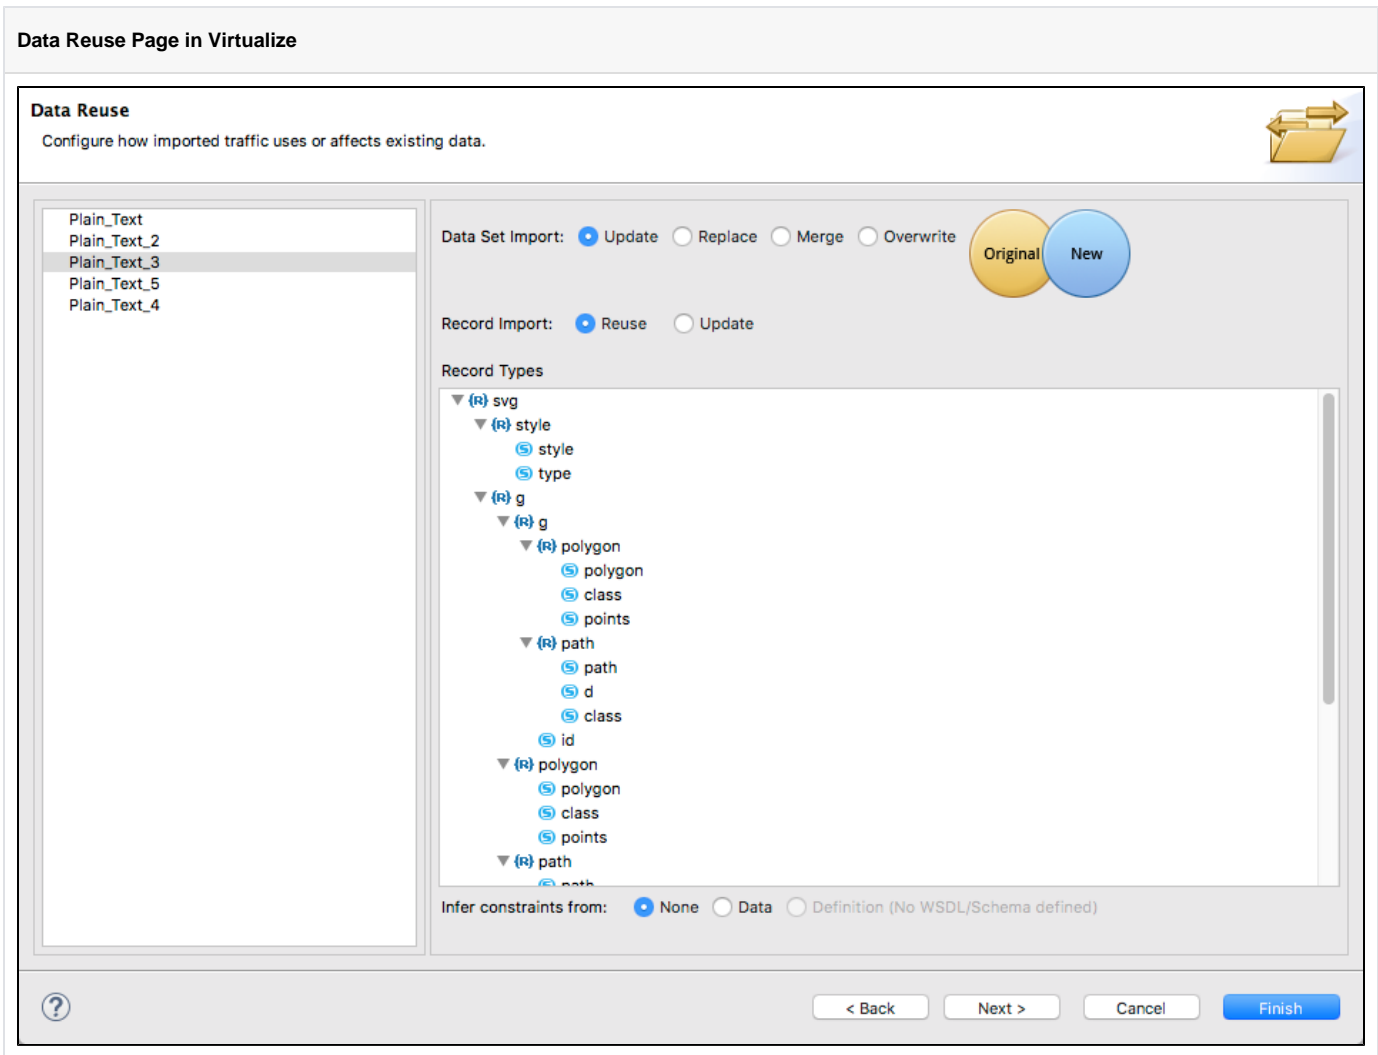 Data Reuse Page in Virtualize
Data Reuse
Configure how imported traffic uses or affects existing data.
Plain_Text
Plain_Text_2
Plain_Text_3
Plain_Text_5
Plain_Text_4
Data Set Import: Update Replace Merge Overwrite
Original New
Record Import: Reuse Update
Record Types
{R} svg
{R} style
S style
S type
{R} g
{R} g
{R} polygon
S polygon
S class
S points
{R} path
S path
S d
S class
S id
{R} polygon
S polygon
S class
S points
{R} path
S path
Infer constraints from: None Data Definition (No WSDL/Schema defined)
? < Back Next > Cancel Finish